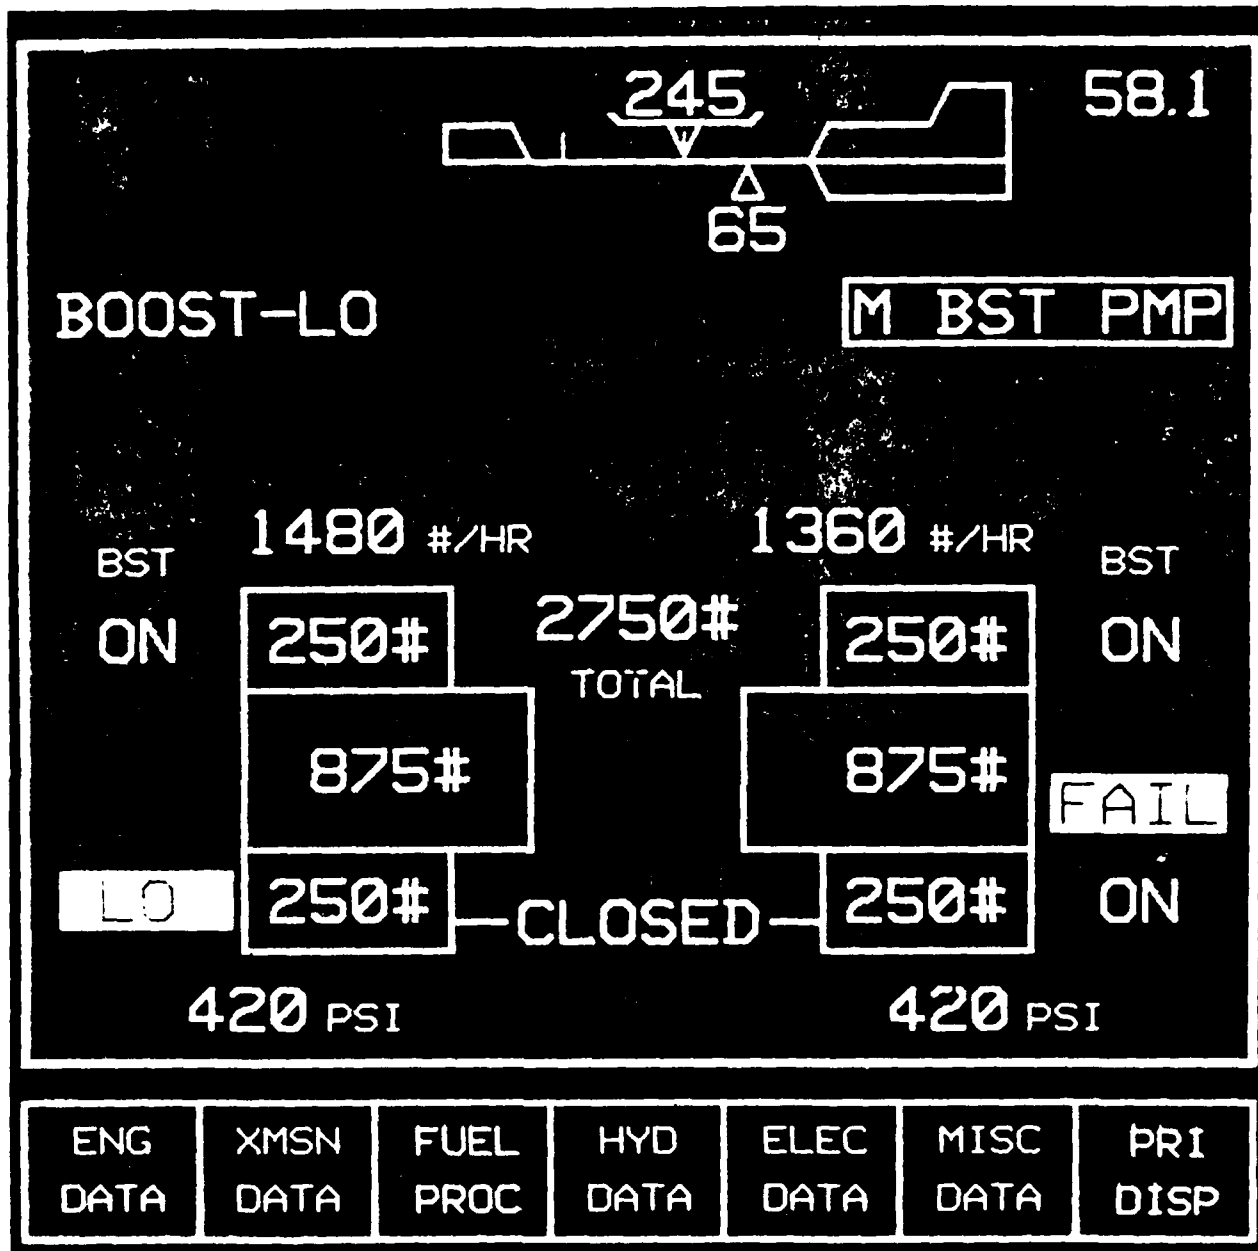 245 58.1
65
BOOST-LO M BST PMP
1480 #/HR 1360 #/HR
BST BST
ON 250# 2750# 250# ON
TOTAL
875# 875#
FAIL
LO 250# CLOSED 250# ON
420 PSI 420 PSI
ENG XMSN FUEL HYD ELEC MISC PRI
DATA DATA PROC DATA DATA DATA DISP